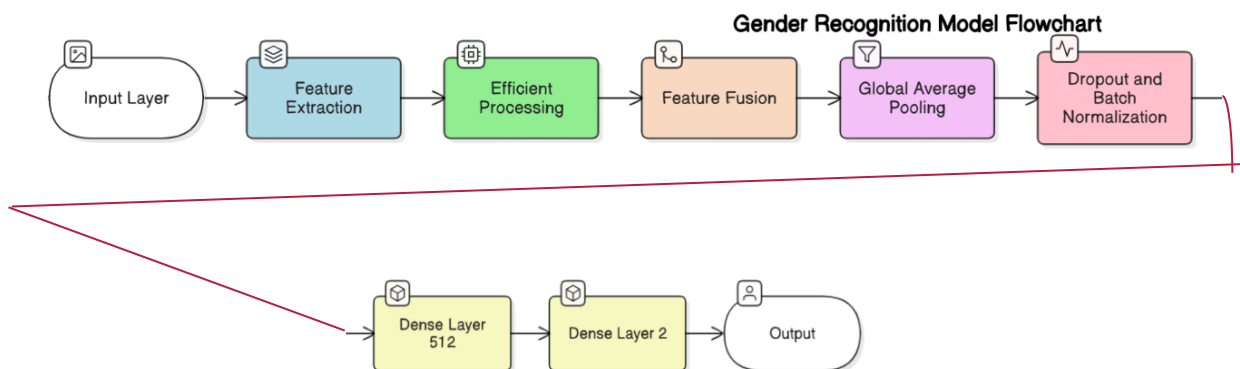 Gender Recognition Model Flowchart
Input Layer
Feature
Extraction
Efficient
Processing
Feature Fusion
Global Average
Pooling
Dropout and
Batch
Normalization
Dense Layer
512
Dense Layer 2
Output